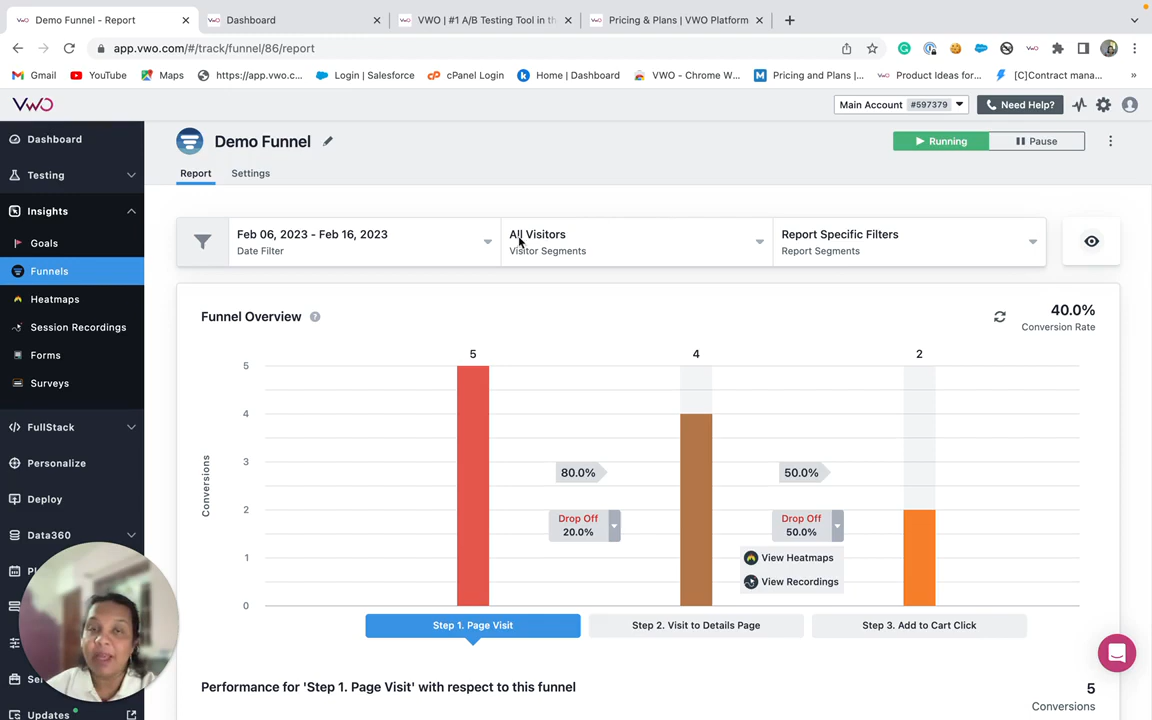 Demo Funnel - Report
Dashboard
VWO | #1 A/B Testing Tool in th
Pricing & Plans | VWO Platform
app.vwo.com/#/track/funnel/86/report
Gmail
YouTube
Maps
https://app.vwo.c...
Login | Salesforce
cPanel Login
Home | Dashboard
VWO - Chrome W...
Pricing and Plans |...
Product Ideas for...
[C]Contract mana...
VWO
Main Account #597379
Need Help?
Dashboard
Testing
Insights
Goals
Funnels
Heatmaps
Session Recordings
Forms
Surveys
FullStack
Personalize
Deploy
Data360
Updates
Demo Funnel
Running
Pause
Report
Settings
Feb 06, 2023 - Feb 16, 2023
Date Filter
All Visitors
Visitor Segments
Report Specific Filters
Report Segments
Funnel Overview
40.0%
Conversion Rate
5
4
2
5
4
3
2
1
0
Conversions
80.0%
Drop Off
20.0%
50.0%
Drop Off
50.0%
View Heatmaps
View Recordings
Step 1. Page Visit
Step 2. Visit to Details Page
Step 3. Add to Cart Click
Performance for 'Step 1. Page Visit' with respect to this funnel
5
Conversions